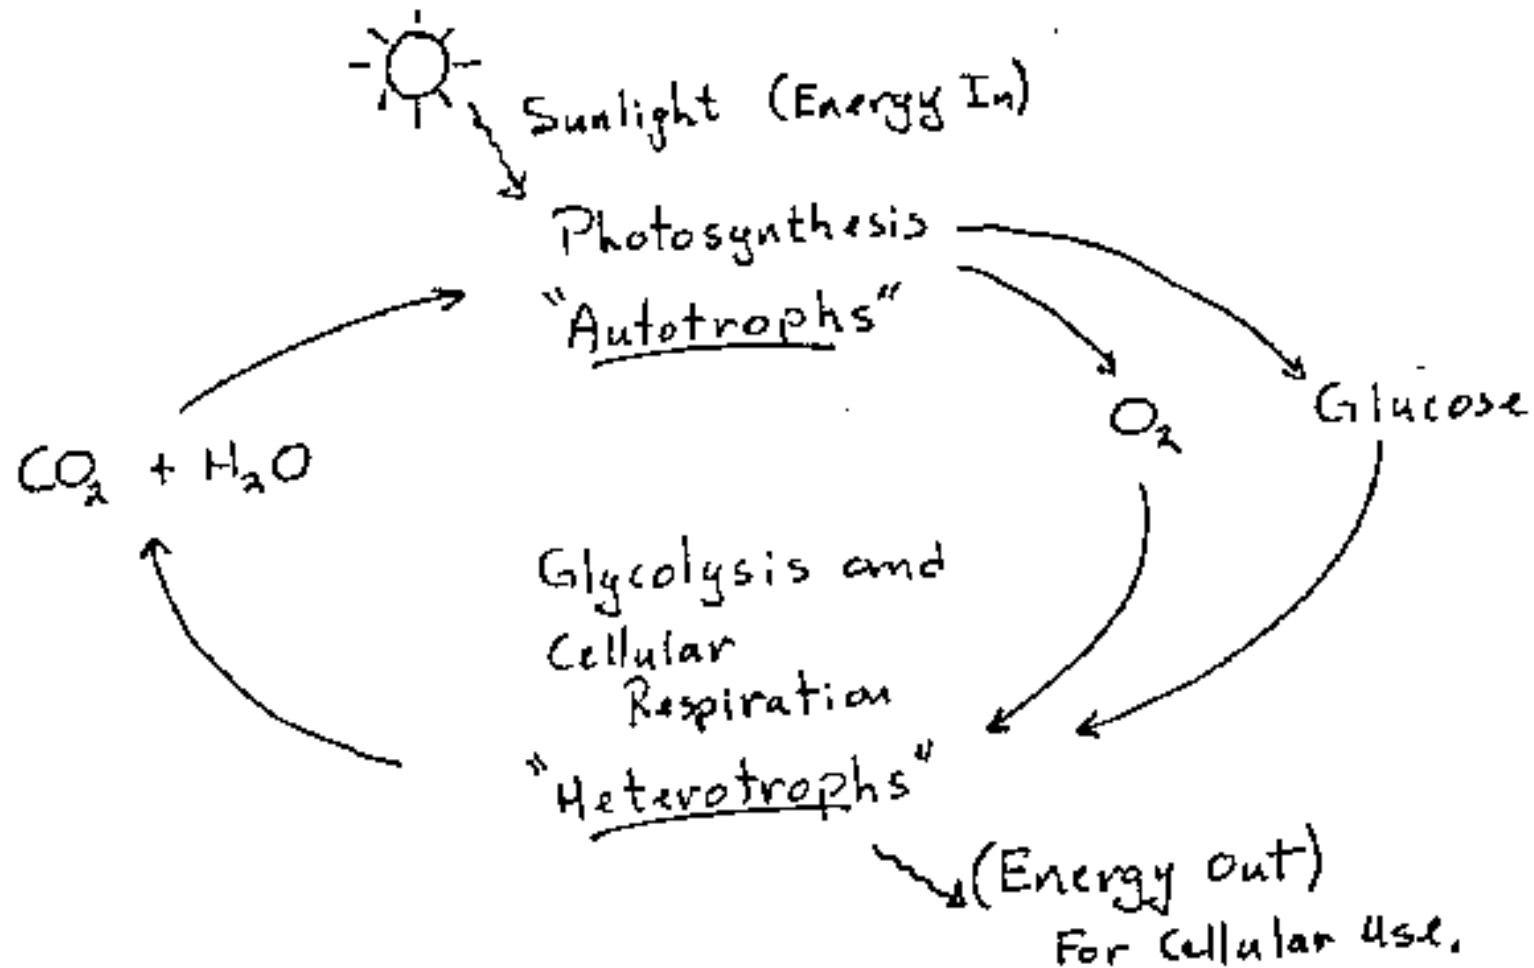 Sunlight (Energy In)
Photosynthesis
"Autotrophs"
O₂
Glucose
CO₂ + H₂O
Glycolysis and
Cellular
Respiration
"Heterotrophs"
(Energy out)
For Cellular Use.